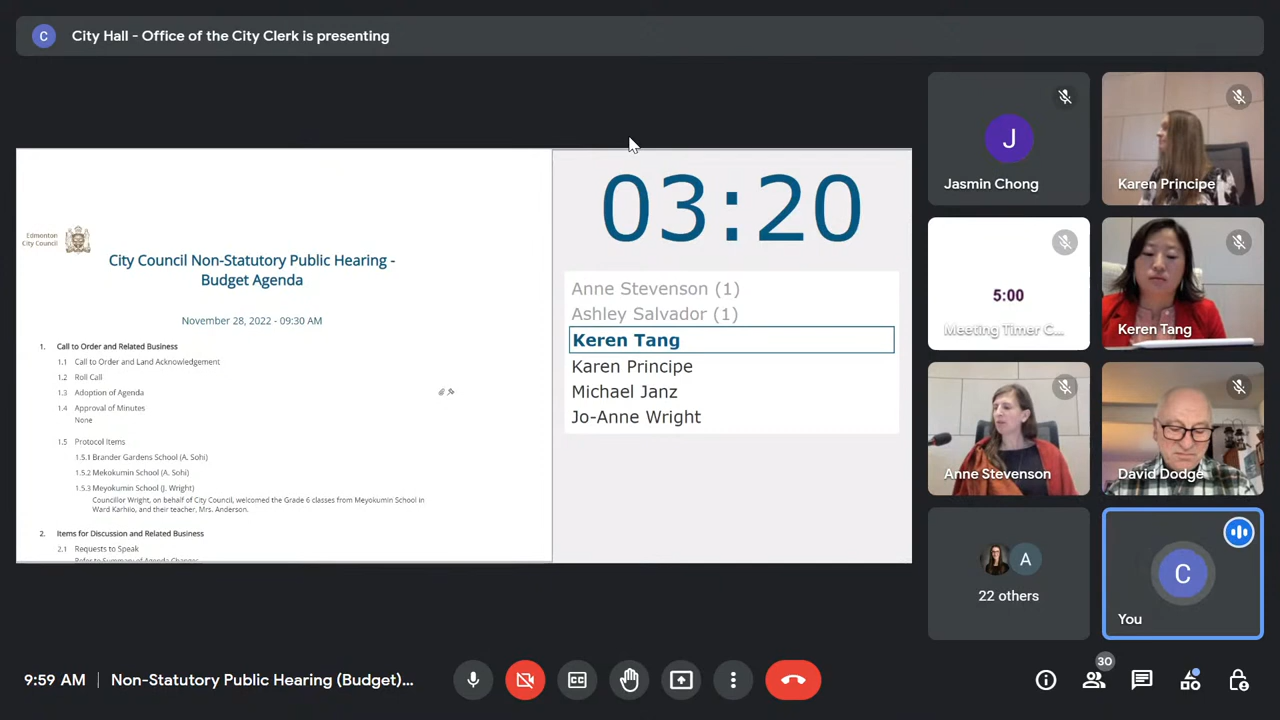 C City Hall - Office of the City Clerk is presenting
Edmonton
City Council
City Council Non-Statutory Public Hearing -
Budget Agenda
November 28, 2022 - 09:30 AM
1. Call to Order and Related Business
1.1 Call to Order and Land Acknowledgement
1.2 Roll Call
1.3 Adoption of Agenda
1.4 Approval of Minutes
None
1.5 Protocol Items
1.5.1 Brander Gardens School (A. Sohi)
1.5.2 Mekokumin School (A. Sohi)
1.5.3 Meyokumin School (J. Wright)
Councillor Wright, on behalf of City Council, welcomed the Grade 6 classes from Meyokumin School in
Ward Karhiio, and their teacher, Mrs. Anderson.
2. Items for Discussion and Related Business
2.1 Requests to Speak
Refer to Summary of Agenda Changes
03:20
Anne Stevenson (1)
Ashley Salvador (1)
Keren Tang
Karen Principe
Michael Janz
Jo-Anne Wright
J
Jasmin Chong
Karen Principe
5:00
Meeting Timer C...
Keren Tang
Anne Stevenson
David Dodge
A
22 others
C
You
9:59 AM | Non-Statutory Public Hearing (Budget)...
30